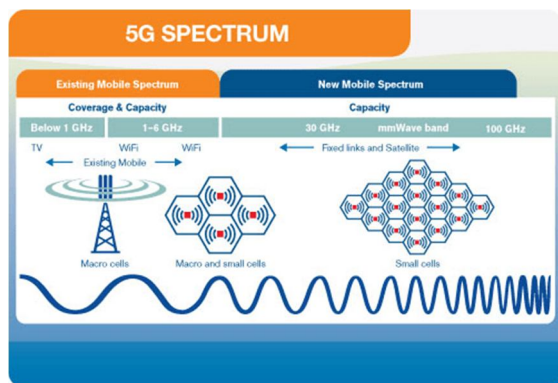 5G SPECTRUM
Existing Mobile Spectrum
New Mobile Spectrum
Coverage & Capacity
Capacity
Below 1 GHz
1–6 GHz
30 GHz
mmWave band
100 GHz
TV
WiFi
WiFi
Existing Mobile
Fixed links and Satellite
Macro cells
Macro and small cells
Small cells